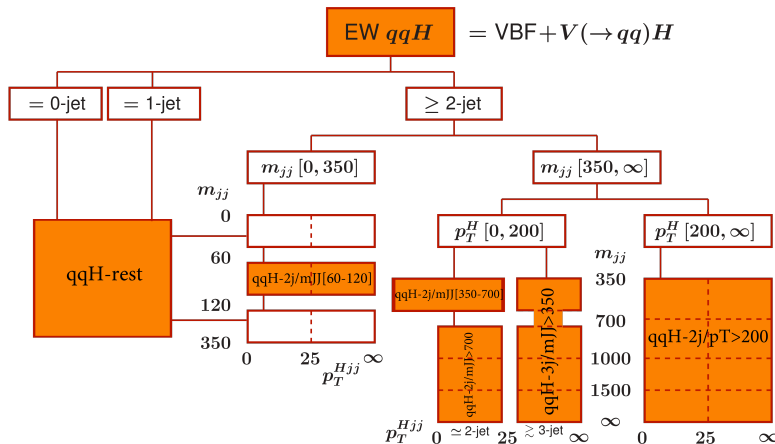 EW qqH = VBF+V(→qq)H
= 0-jet = 1-jet ≥ 2-jet
m_jj [0, 350] m_jj [350, ∞]
m_jj
0
60
120
350
qqH-rest
qqH-2j/mJJ[60-120]
0 25 ∞
p_T^Hjj
p_T^H [0, 200] p_T^H [200, ∞]
m_jj
350
700
1000
1500
∞
qqH-2j/mJJ[350-700]
qqH-2j/mJJ>700
qqH-3j/mJJ>350
qqH-2j/pT>200
p_T^Hjj 0 ≃ 2-jet 25 ≳ 3-jet ∞ 0 25 ∞